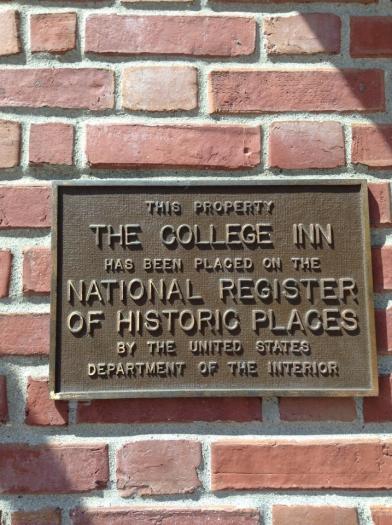 THIS PROPERTY
THE COLLEGE INN
HAS BEEN PLACED ON THE
NATIONAL REGISTER
OF HISTORIC PLACES
BY THE UNITED STATES
DEPARTMENT OF THE INTERIOR